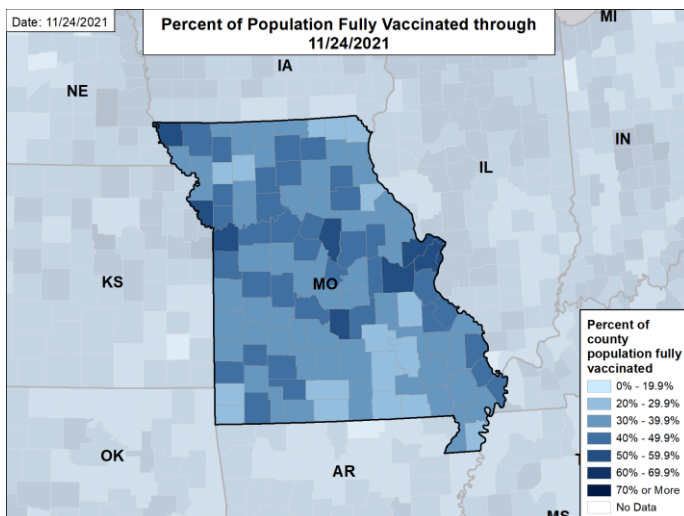 Date: 11/24/2021
Percent of Population Fully Vaccinated through
11/24/2021
MI
IA
NE
IN
IL
MO
KS
OK
AR
MS
Percent of
county
population fully
vaccinated
0% - 19.9%
20% - 29.9%
30% - 39.9%
40% - 49.9%
50% - 59.9%
60% - 69.9%
70% or More
No Data